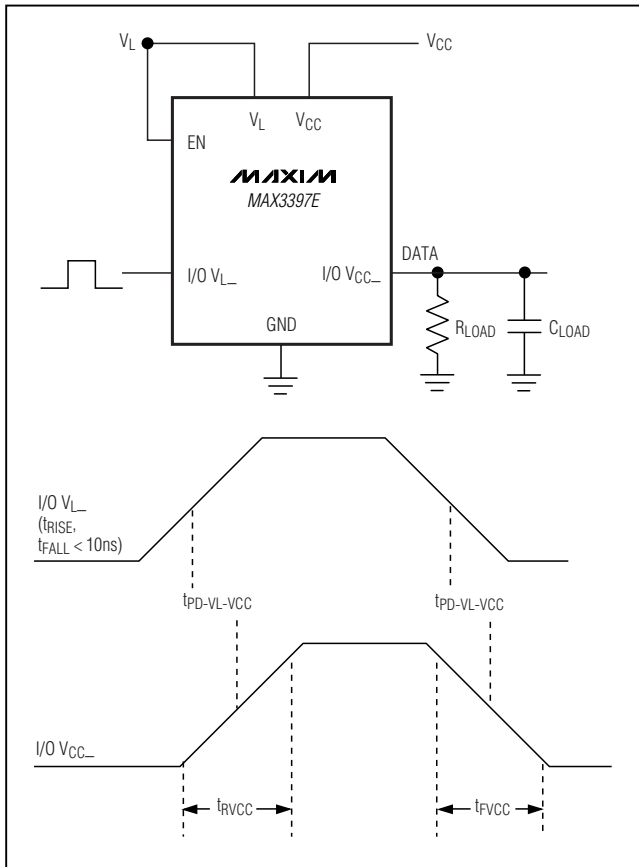 VL VCC
VL VCC
EN
MAXIM
MAX3397E
DATA
I/O VL_ I/O VCC_
RLOAD CLOAD
GND
I/O VL_
(tRISE,
tFALL < 10ns)
tPD-VL-VCC tPD-VL-VCC
I/O VCC_
tRVCC tFVCC